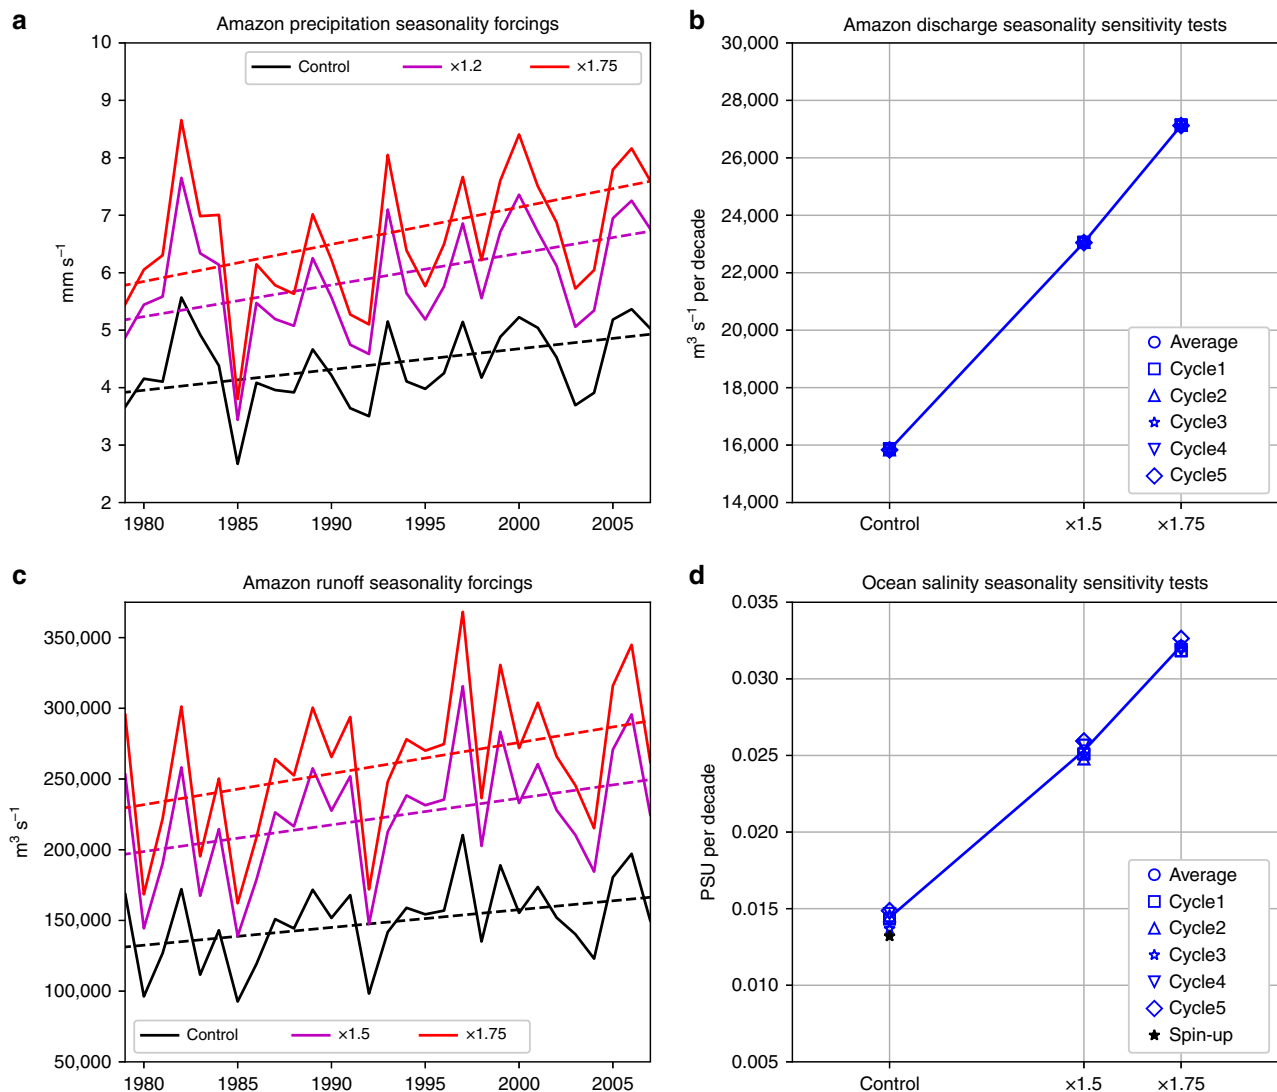 a
Amazon precipitation seasonality forcings
10
9
8
7
6
5
4
3
2
mm s⁻¹
Control
×1.2
×1.75
1980
1985
1990
1995
2000
2005
b
Amazon discharge seasonality sensitivity tests
30,000
28,000
26,000
24,000
22,000
20,000
18,000
16,000
14,000
m³ s⁻¹ per decade
Average
Cycle1
Cycle2
Cycle3
Cycle4
Cycle5
Control
×1.5
×1.75
c
Amazon runoff seasonality forcings
350,000
300,000
250,000
200,000
150,000
100,000
50,000
m³ s⁻¹
Control
×1.5
×1.75
1980
1985
1990
1995
2000
2005
d
Ocean salinity seasonality sensitivity tests
0.035
0.030
0.025
0.020
0.015
0.010
0.005
PSU per decade
Average
Cycle1
Cycle2
Cycle3
Cycle4
Cycle5
Spin-up
Control
×1.5
×1.75